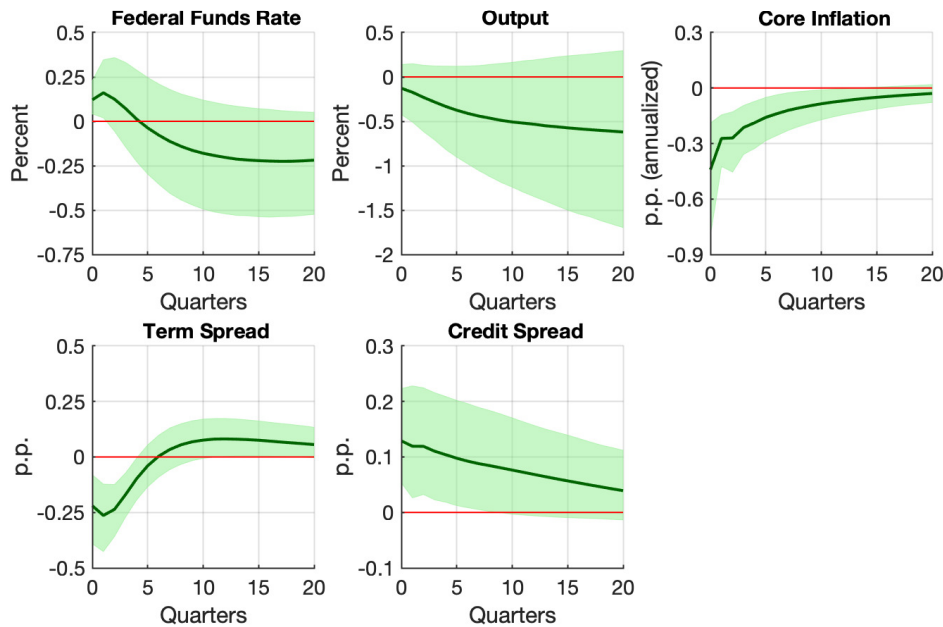 Federal Funds Rate
0.5
0.25
0
-0.25
-0.5
-0.75
Percent
0 5 10 15 20
Quarters
Output
0.5
0
-0.5
-1
-1.5
-2
Percent
0 5 10 15 20
Quarters
Core Inflation
0.3
0
-0.3
-0.6
-0.9
p.p. (annualized)
0 5 10 15 20
Quarters
Term Spread
0.5
0.25
0
-0.25
-0.5
p.p.
0 5 10 15 20
Quarters
Credit Spread
0.3
0.2
0.1
0
-0.1
p.p.
0 5 10 15 20
Quarters